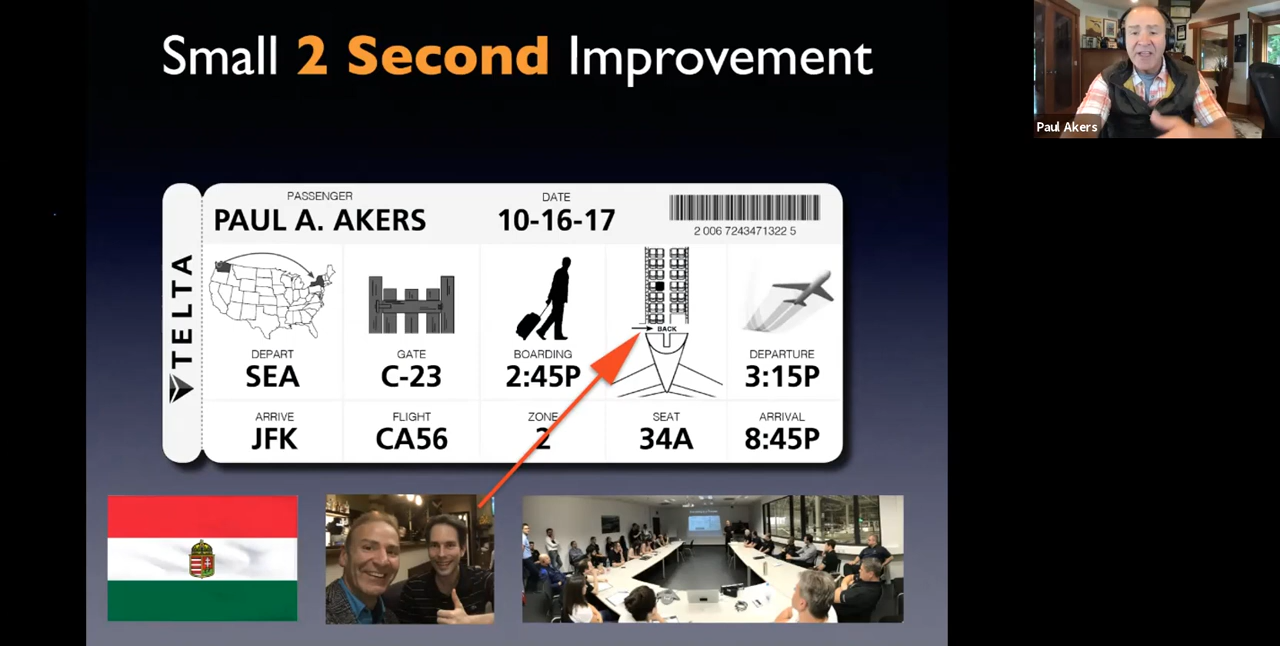 Small 2 Second Improvement
Paul Akers
PASSENGER
PAUL A. AKERS
DATE
10-16-17
2 006 7243471322 5
TELTA
DEPART
SEA
GATE
C-23
BOARDING
2:45P
BACK
DEPARTURE
3:15P
ARRIVE
JFK
FLIGHT
CA56
ZONE
2
SEAT
34A
ARRIVAL
8:45P